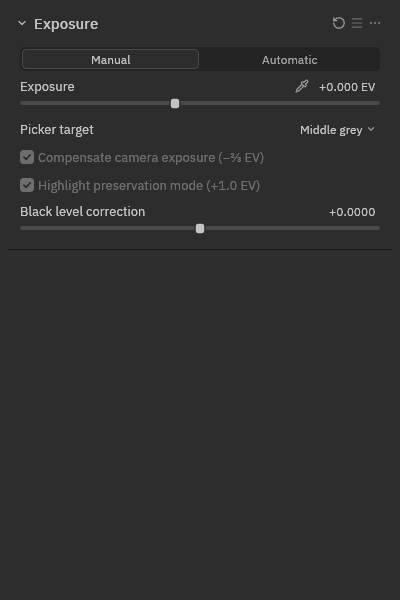 Exposure
Manual Automatic
Exposure +0.000 EV
Picker target Middle grey
Compensate camera exposure (−⅔ EV)
Highlight preservation mode (+1.0 EV)
Black level correction +0.0000